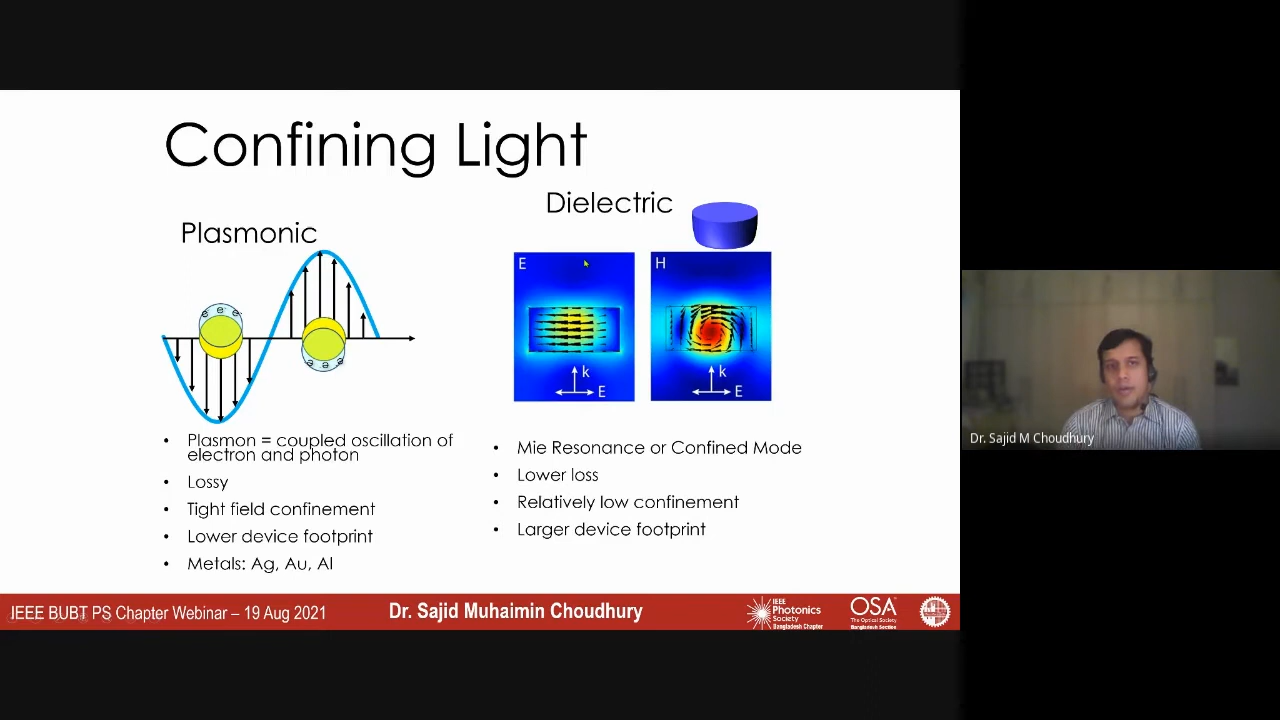 Confining Light
Plasmonic
Dielectric
E
H
k
E
k
E
• Plasmon = coupled oscillation of
electron and photon
• Lossy
• Tight field confinement
• Lower device footprint
• Metals: Ag, Au, Al
• Mie Resonance or Confined Mode
• Lower loss
• Relatively low confinement
• Larger device footprint
Dr. Sajid M Choudhury
IEEE BUBT PS Chapter Webinar – 19 Aug 2021
Dr. Sajid Muhaimin Choudhury
IEEE
Photonics
Society
Bangladesh Chapter
OSA
The Optical Society
Bangladesh Section